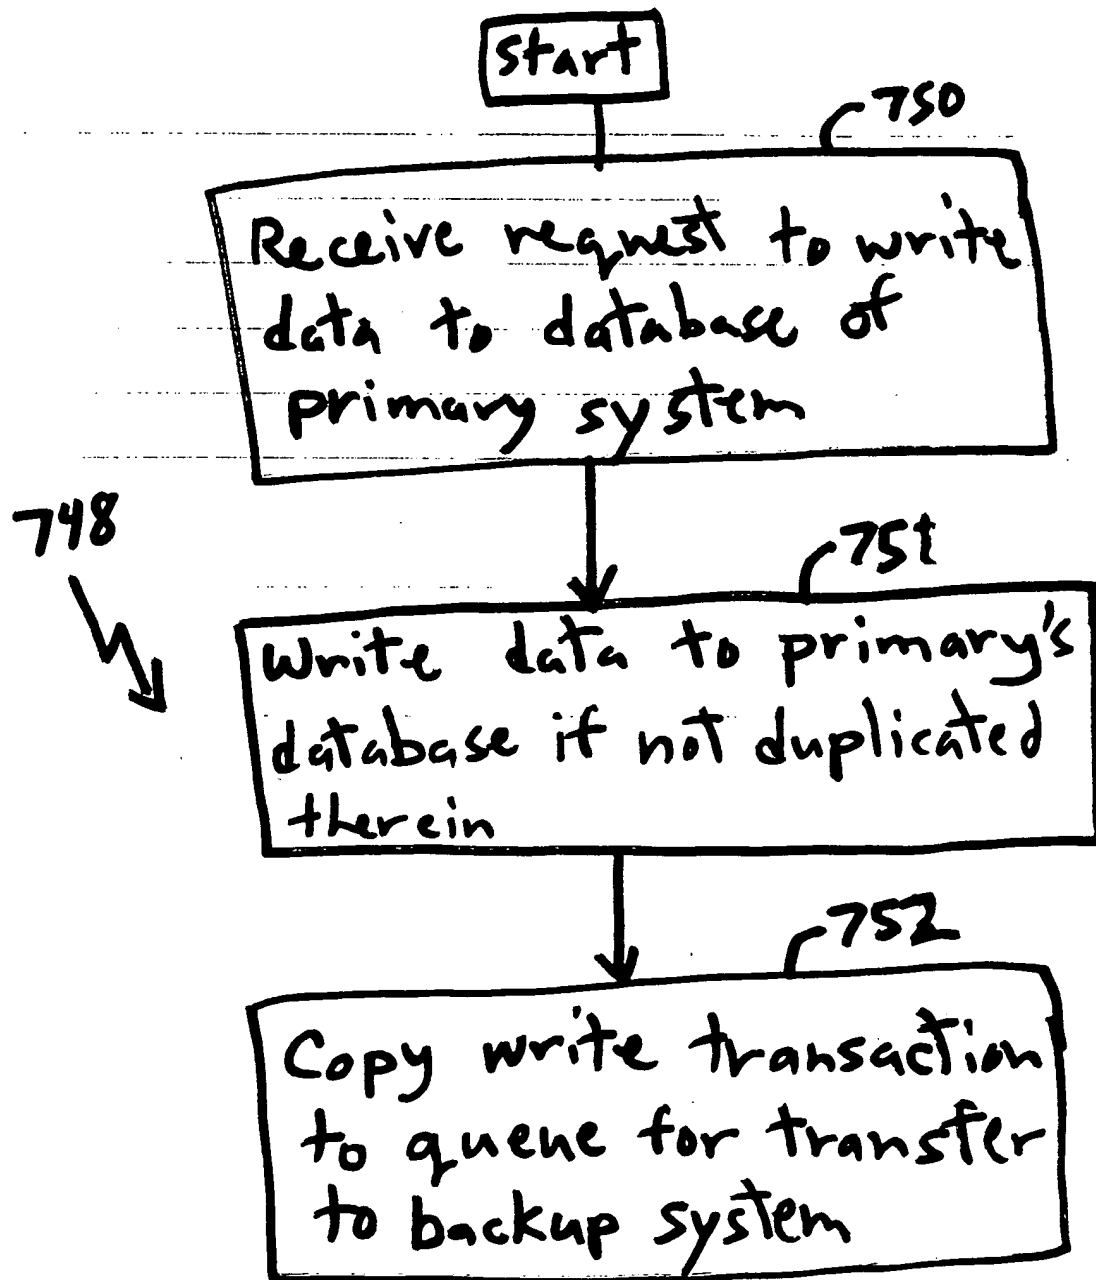 start
750
Receive request to write
data to database of
primary system
748
751
Write data to primary's
database if not duplicated
therein
752
Copy write transaction
to queue for transfer
to backup system